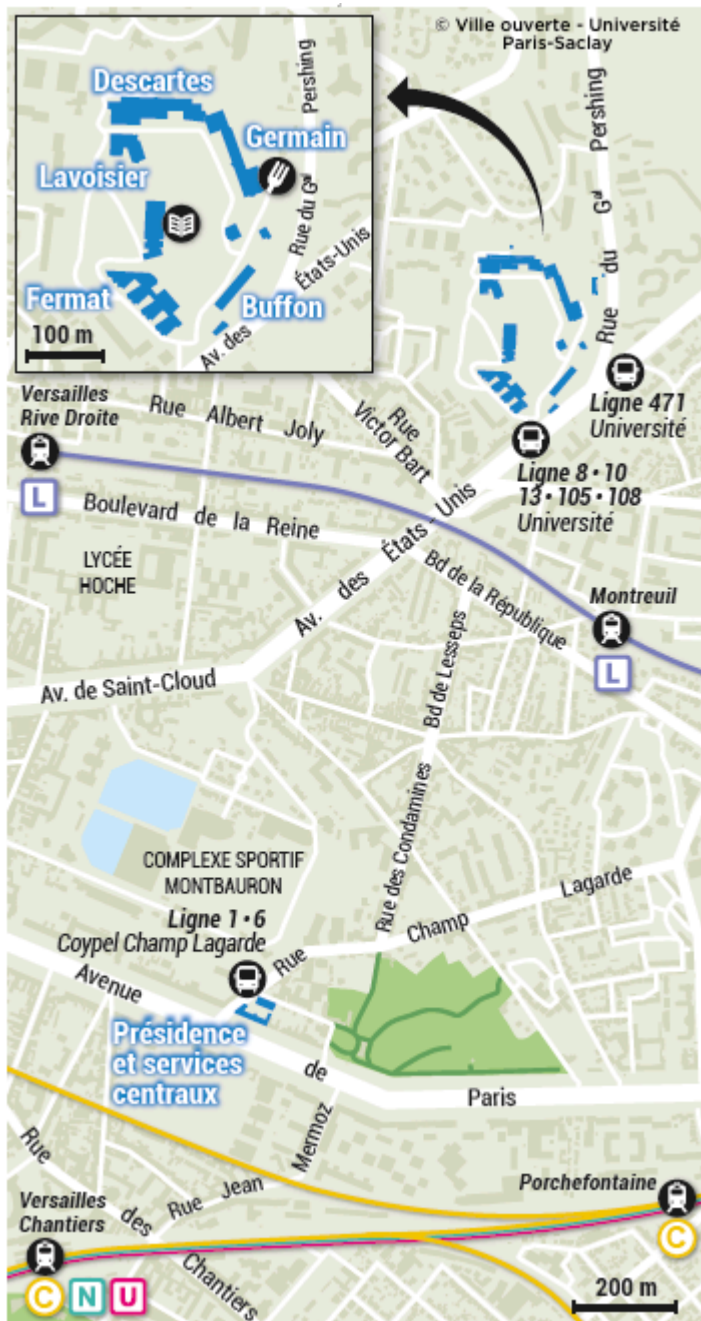 © Ville ouverte - Université
Paris-Saclay
Descartes
Germain
Lavoisier
Fermat
Buffon
Rue du Gᵃˡ Pershing
Av. des États-Unis
100 m
Rue du Gᵃˡ Pershing
Ligne 471
Université
Ligne 8 • 10
13 • 105 • 108
Université
Versailles
Rive Droite
L
Rue Albert Joly
Rue
Victor Bart
Boulevard de la Reine
Av. des États - Unis
LYCÉE
HOCHE
Bd de la République
Montreuil
L
Av. de Saint-Cloud
Bd de Lesseps
Rue des Condamines
COMPLEXE SPORTIF
MONTBAURON
Ligne 1 • 6
Coypel Champ Lagarde
Rue Champ Lagarde
Avenue de Paris
Présidence
et services
centraux
Rue Jean Mermoz
Rue des Chantiers
Porchefontaine
C
Versailles
Chantiers
C N U
200 m